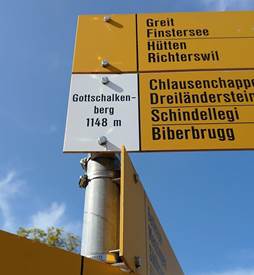 Greit
Finstersee
Hütten
Richterswil
Gottschalken-
berg
1148 m
Chlausenchappe
Dreiländerstein
Schindellegi
Biberbrugg